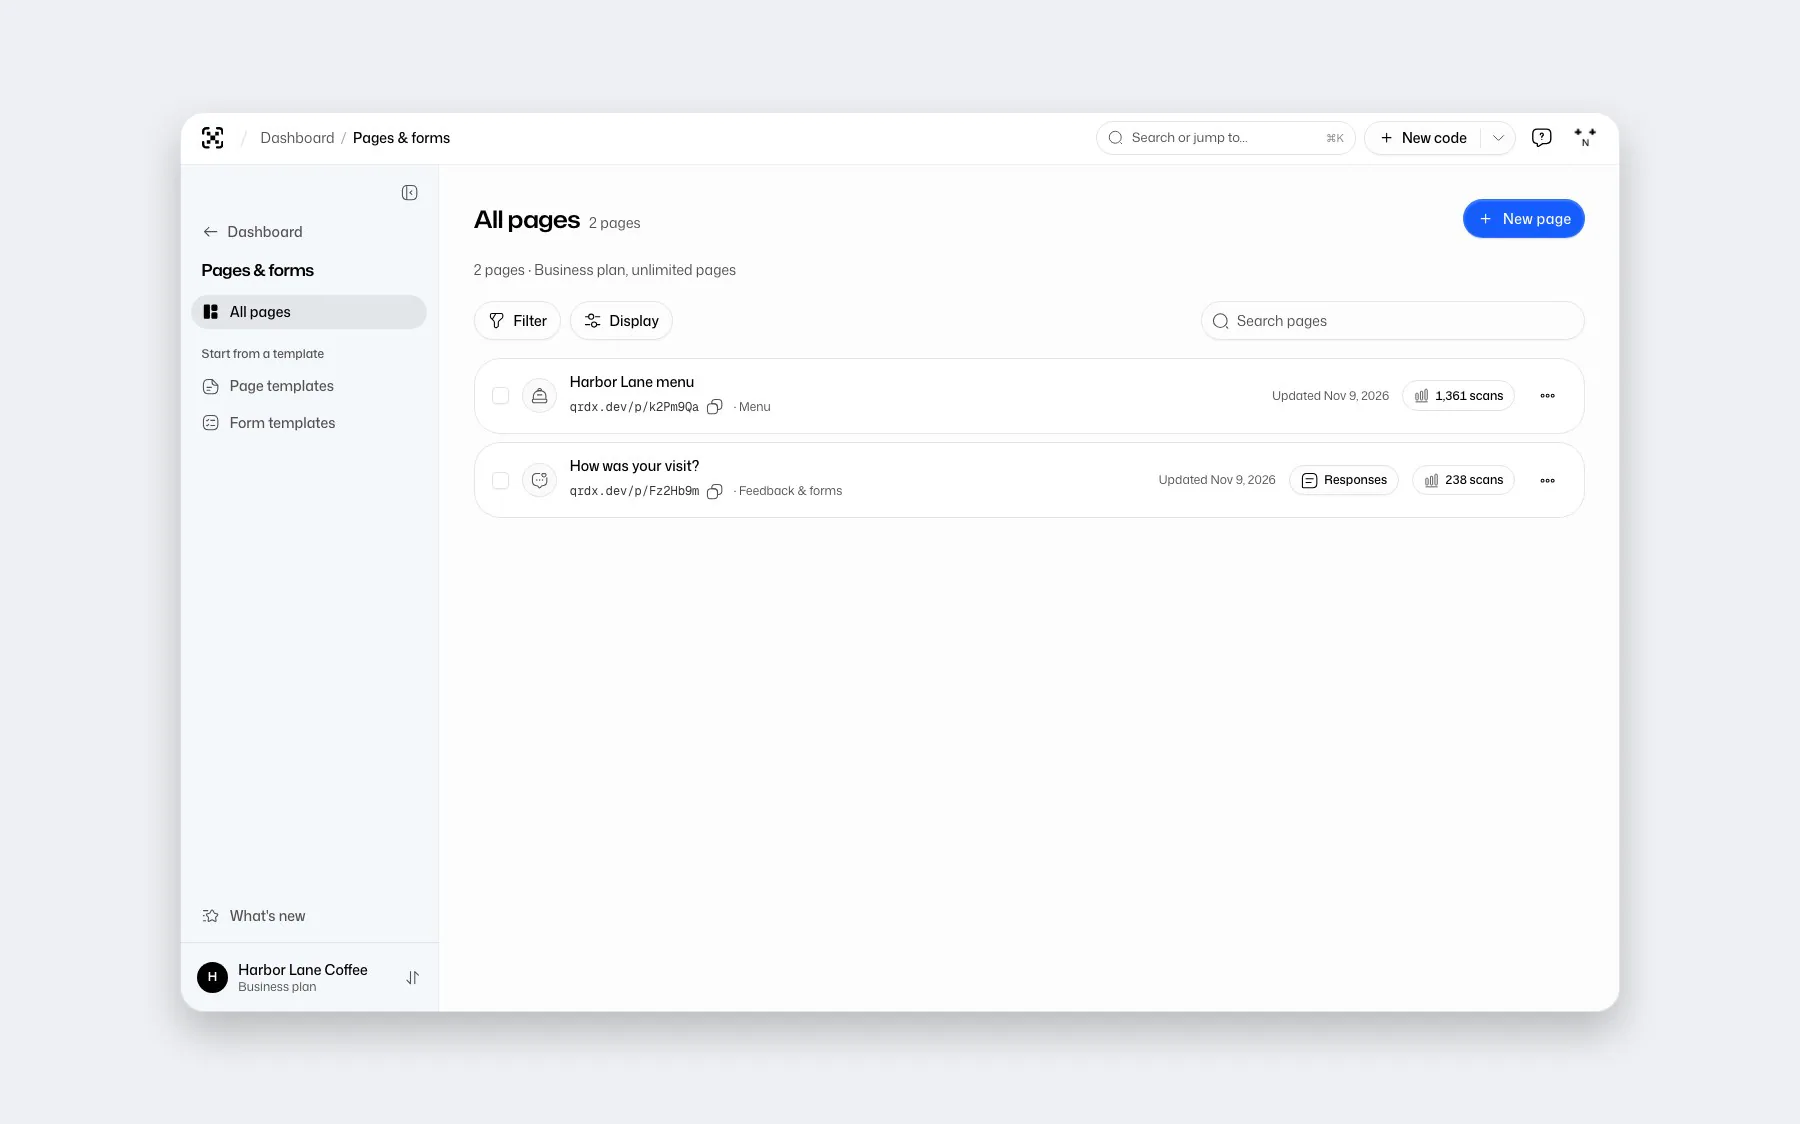 / Dashboard / Pages & forms
Search or jump to... ⌘K
+ New code
N
← Dashboard
Pages & forms
All pages
Start from a template
Page templates
Form templates
What's new
H
Harbor Lane Coffee
Business plan
All pages 2 pages
+ New page
2 pages · Business plan, unlimited pages
Filter
Display
Search pages
Harbor Lane menu
qrdx.dev/p/k2Pm9Qa · Menu
Updated Nov 9, 2026
1,361 scans
How was your visit?
qrdx.dev/p/Fz2Hb9m · Feedback & forms
Updated Nov 9, 2026
Responses
238 scans